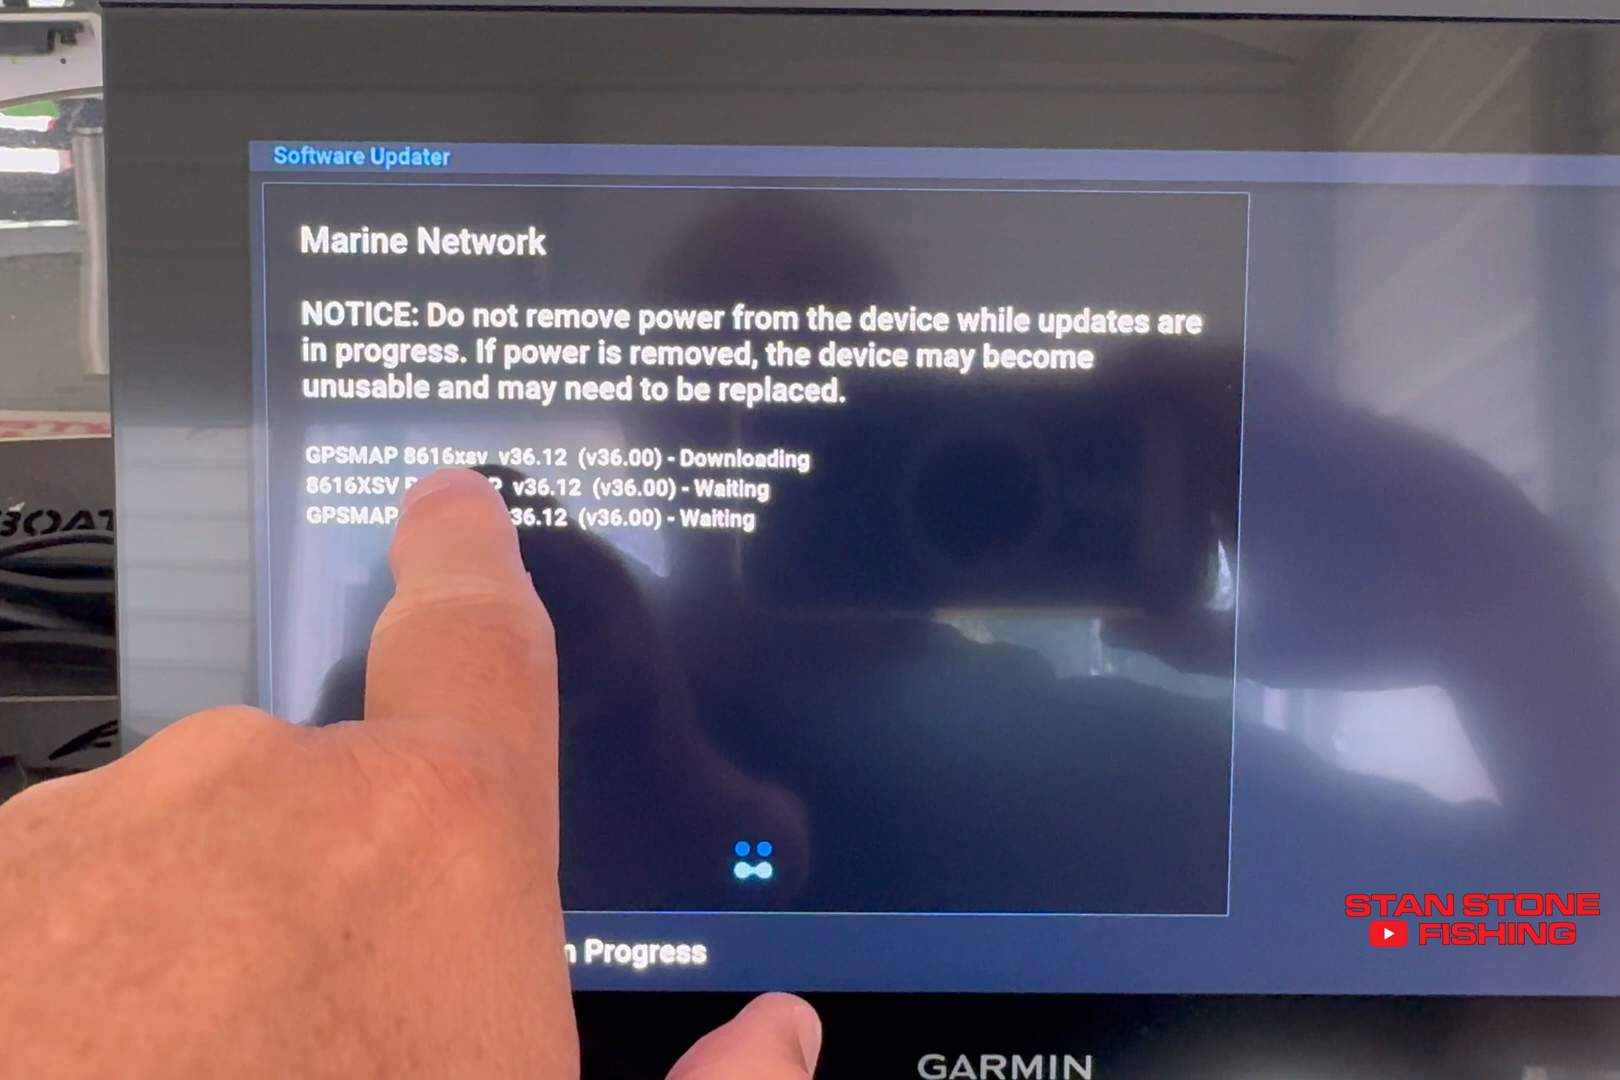 Software Updater
Marine Network
NOTICE: Do not remove power from the device while updates are
in progress. If power is removed, the device may become
unusable and may need to be replaced.
GPSMAP 8616xsv v36.12 (v36.00) - Downloading
8616XSV v36.12 (v36.00) - Waiting
GPSMAP 36.12 (v36.00) - Waiting
BOAT
Progress
STAN STONE
FISHING
GARMIN